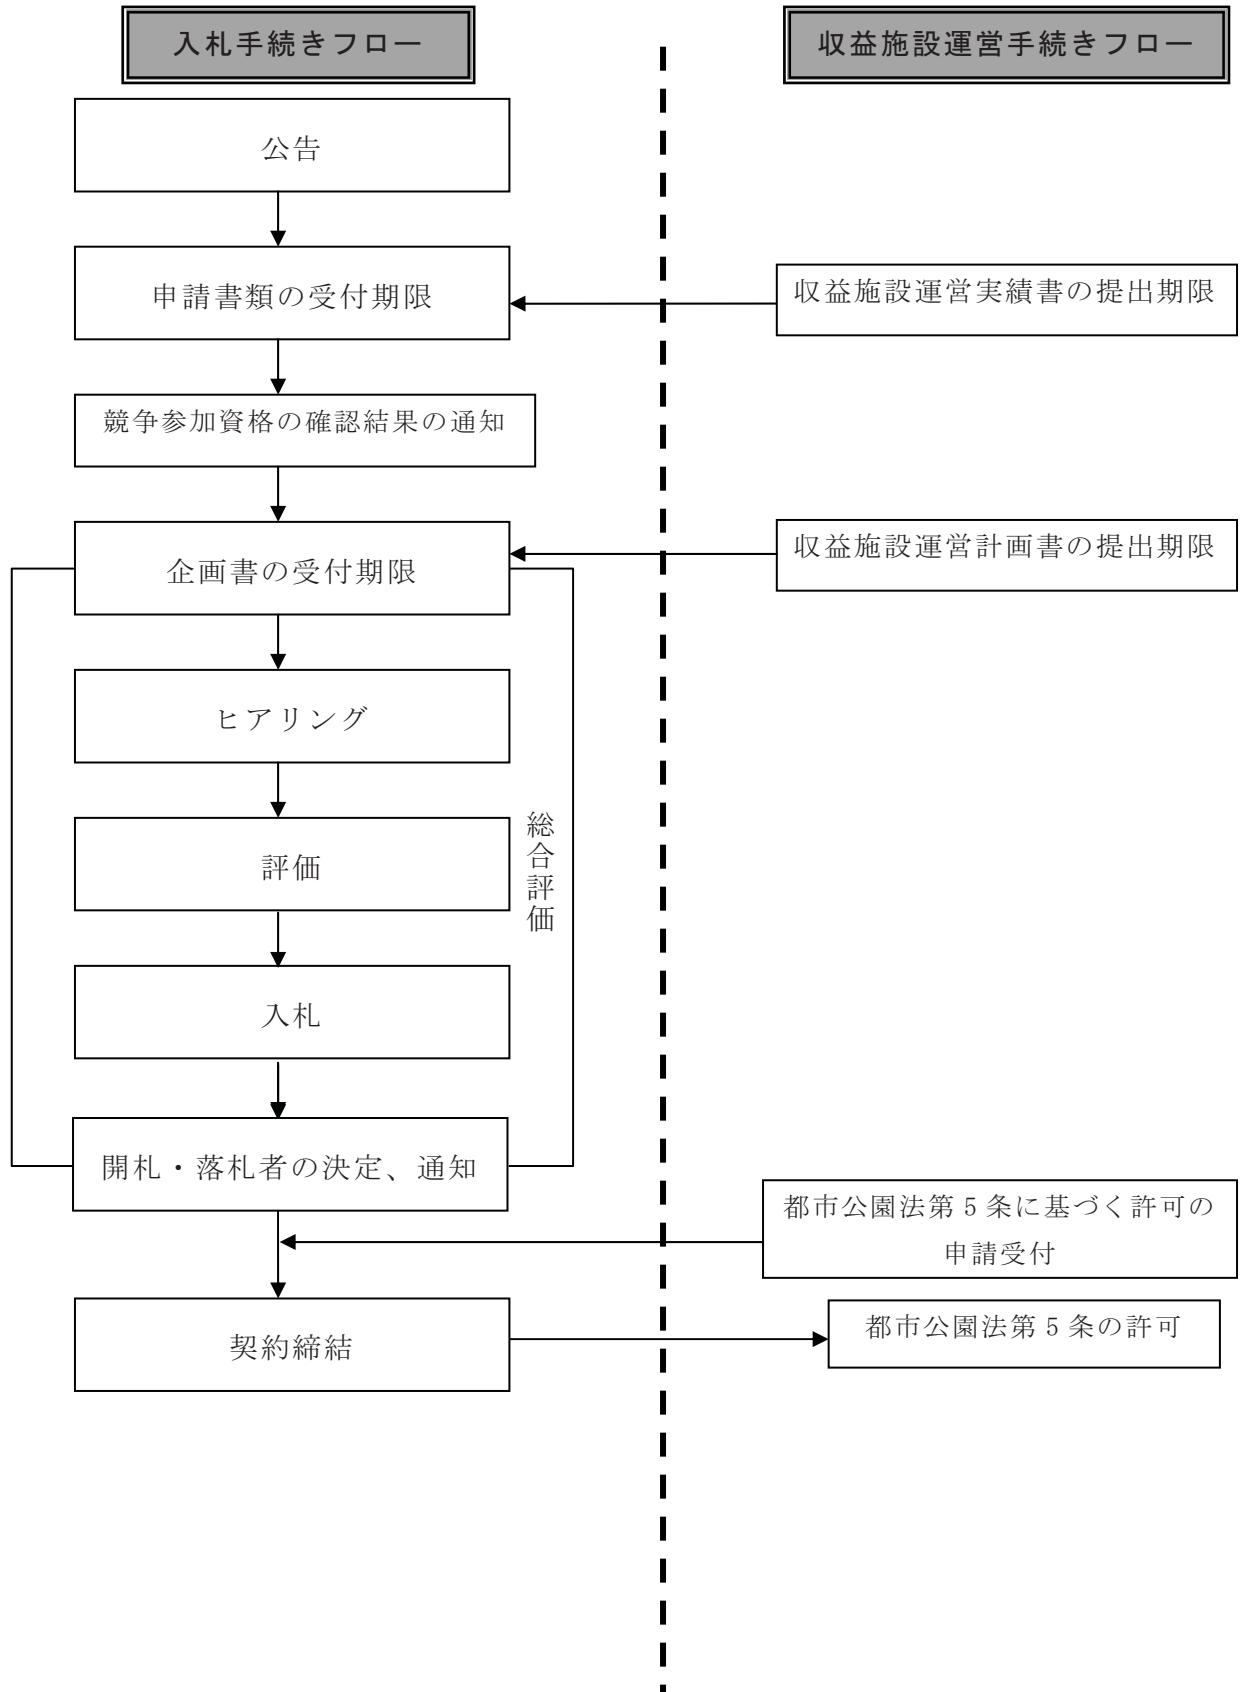 入札手続きフロー
収益施設運営手続きフロー
公告
申請書類の受付期限
収益施設運営実績書の提出期限
競争参加資格の確認結果の通知
企画書の受付期限
収益施設運営計画書の提出期限
ヒアリング
評価
総合評価
入札
開札・落札者の決定、通知
都市公園法第5条に基づく許可の
申請受付
契約締結
都市公園法第5条の許可